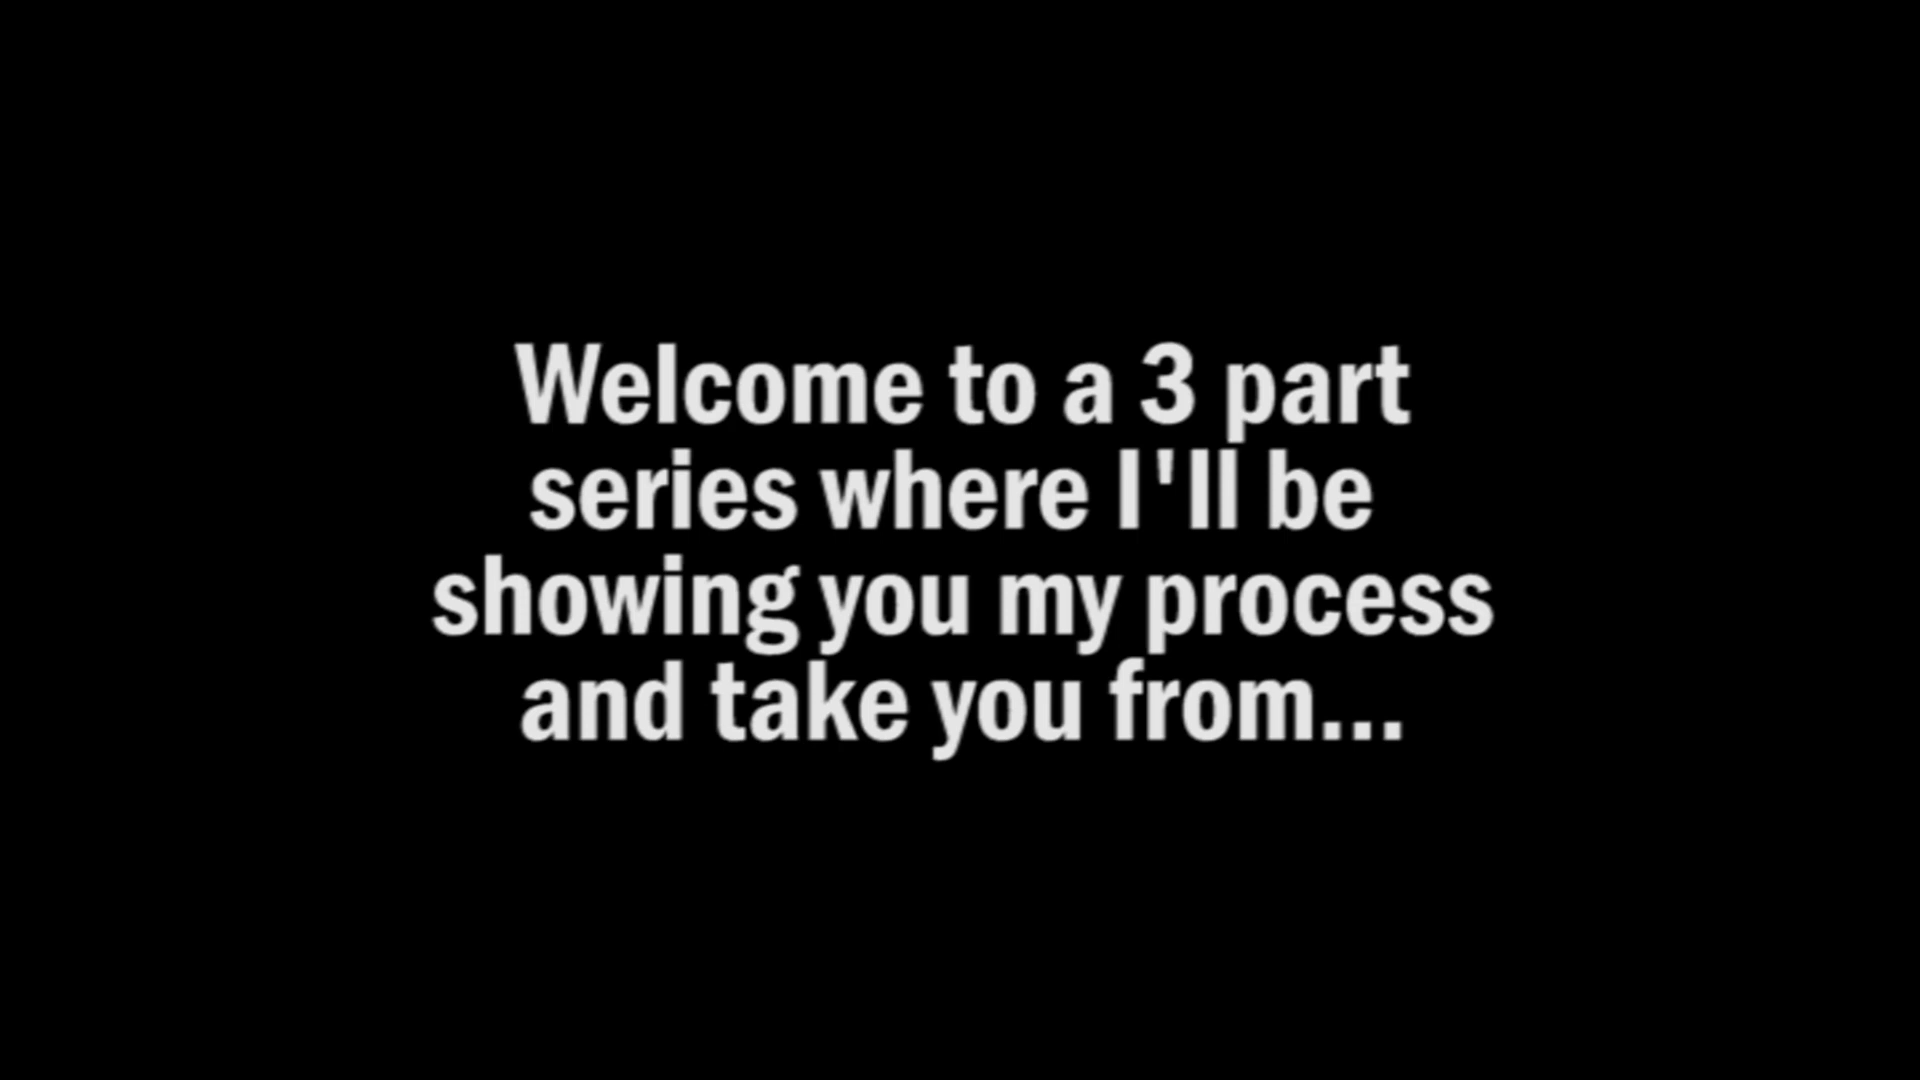 Welcome to a 3 part
series where I'll be
showing you my process
and take you from...